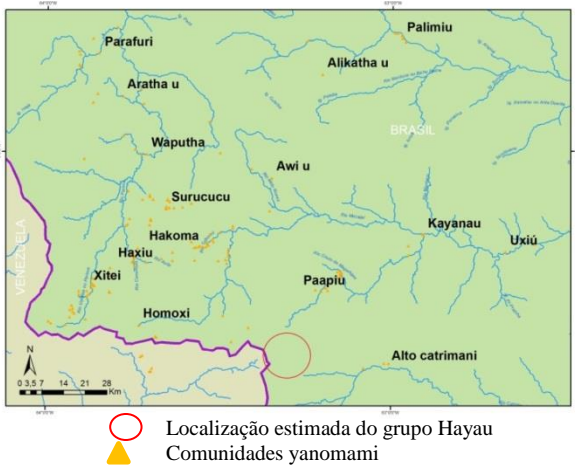 Palimiu
Parafuri
Alikatha u
Aratha u
BRASIL
Waputha
Awi u
Surucucu
VENEZUELA
Kayanau
Hakoma
Uxiú
Haxiu
Xitei
Paapiu
Homoxi
Alto catrimani
N
0 3,5 7 14 21 28
Km
Localização estimada do grupo Hayau
Comunidades yanomami